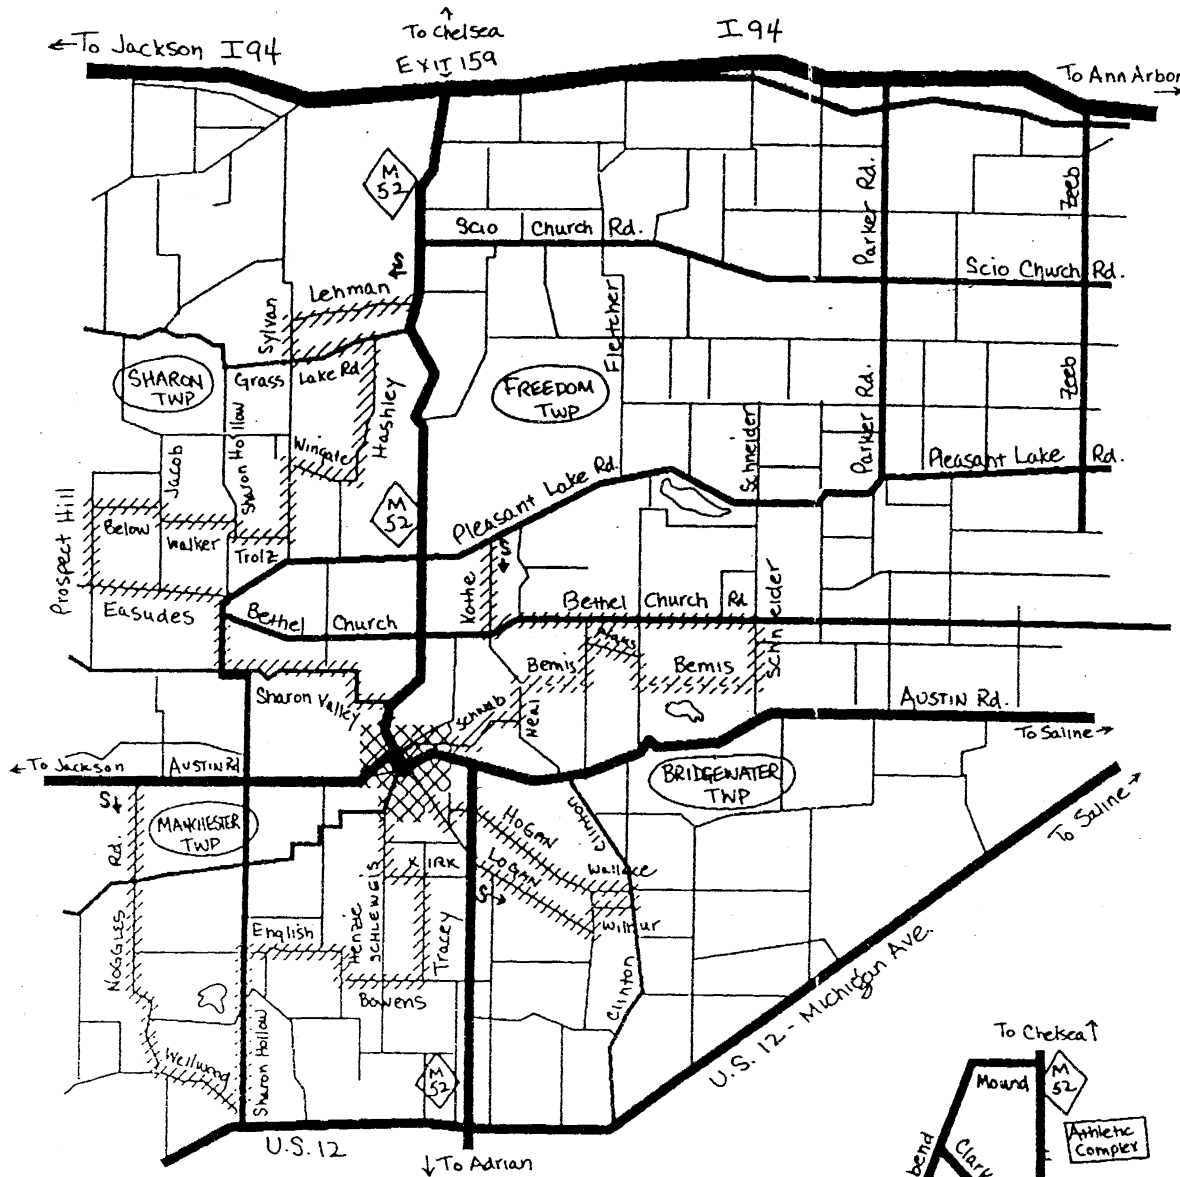 To Chelsea
EXIT 159
←To Jackson I94
I94
To Ann Arbor →
M 52
Scio Church Rd.
Parker Rd.
Zeeb
Scio Church Rd.
S
Lehman
Sylvan
Fletcher
SHARON TWP
Grass Lake Rd
Hashley
FREEDOM TWP
Zeeb
Parker Rd.
Schneider
Jacob
Sharon Hollow
Wingate
Pleasant Lake Rd.
Pleasant Lake Rd.
M 52
Prospect Hill
Below
Walker
Trolz
Easudes
Bethel Church
Kothe
S
Bethel Church Rd
Schneider
Bemis
Bemis
Sharon Valley
Schwab
Neal
AUSTIN RD.
To Saline →
← To Jackson
AUSTIN Rd
BRIDGEWATER TWP
S
MANCHESTER TWP
Rd.
NOGGLES
HOGAN
Clinton
To Saline →
KIRK
LOGAN
Wallace
S
Wilbur
Henzie
SCHLEWEIS
Tracey
English
Bowens
Clinton
U.S. 12 - Michigan Ave.
Wellwood
Sharon Hollow
M 52
U.S. 12
↓ To Adrian
To Chelsea ↑
Mound
M 52
Athletic Complex
bend
Clark